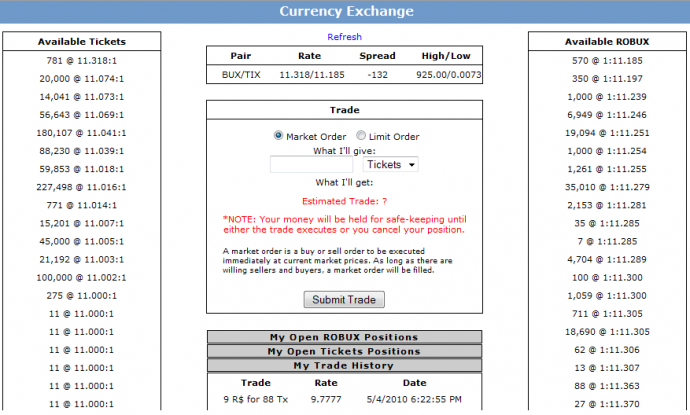 Currency Exchange
Available Tickets
781 @ 11.318:1
20,000 @ 11.074:1
14,041 @ 11.073:1
56,643 @ 11.069:1
180,107 @ 11.041:1
88,230 @ 11.039:1
59,853 @ 11.018:1
227,498 @ 11.016:1
771 @ 11.014:1
15,201 @ 11.007:1
45,000 @ 11.005:1
21,192 @ 11.003:1
100,000 @ 11.002:1
275 @ 11.000:1
11 @ 11.000:1
11 @ 11.000:1
11 @ 11.000:1
11 @ 11.000:1
11 @ 11.000:1
11 @ 11.000:1
Refresh
Pair Rate Spread High/Low
BUX/TIX 11.318/11.185 -132 925.00/0.0073
Trade
Market Order Limit Order
What I'll give:
Tickets
What I'll get:
Estimated Trade: ?
*NOTE: Your money will be held for safe-keeping until
either the trade executes or you cancel your position.
A market order is a buy or sell order to be executed
immediately at current market prices. As long as there are
willing sellers and buyers, a market order will be filled.
Submit Trade
My Open ROBUX Positions
My Open Tickets Positions
My Trade History
Trade Rate Date
9 R$ for 88 Tx 9.7777 5/4/2010 6:22:55 PM
Available ROBUX
570 @ 1:11.185
350 @ 1:11.197
1,000 @ 1:11.239
6,949 @ 1:11.246
19,094 @ 1:11.251
1,000 @ 1:11.254
1,261 @ 1:11.255
35,010 @ 1:11.279
2,153 @ 1:11.281
35 @ 1:11.285
7 @ 1:11.285
4,704 @ 1:11.289
100 @ 1:11.300
1,059 @ 1:11.300
711 @ 1:11.305
18,690 @ 1:11.305
62 @ 1:11.306
13 @ 1:11.307
88 @ 1:11.363
27 @ 1:11.370